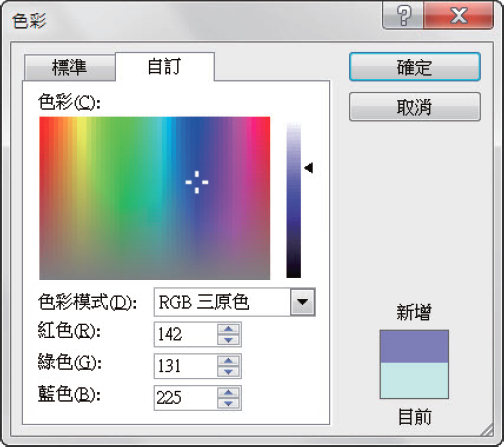 色彩
標準 自訂
確定
取消
色彩(C):
色彩模式(D): RGB 三原色
紅色(R): 142
綠色(G): 131
藍色(B): 225
新增
目前